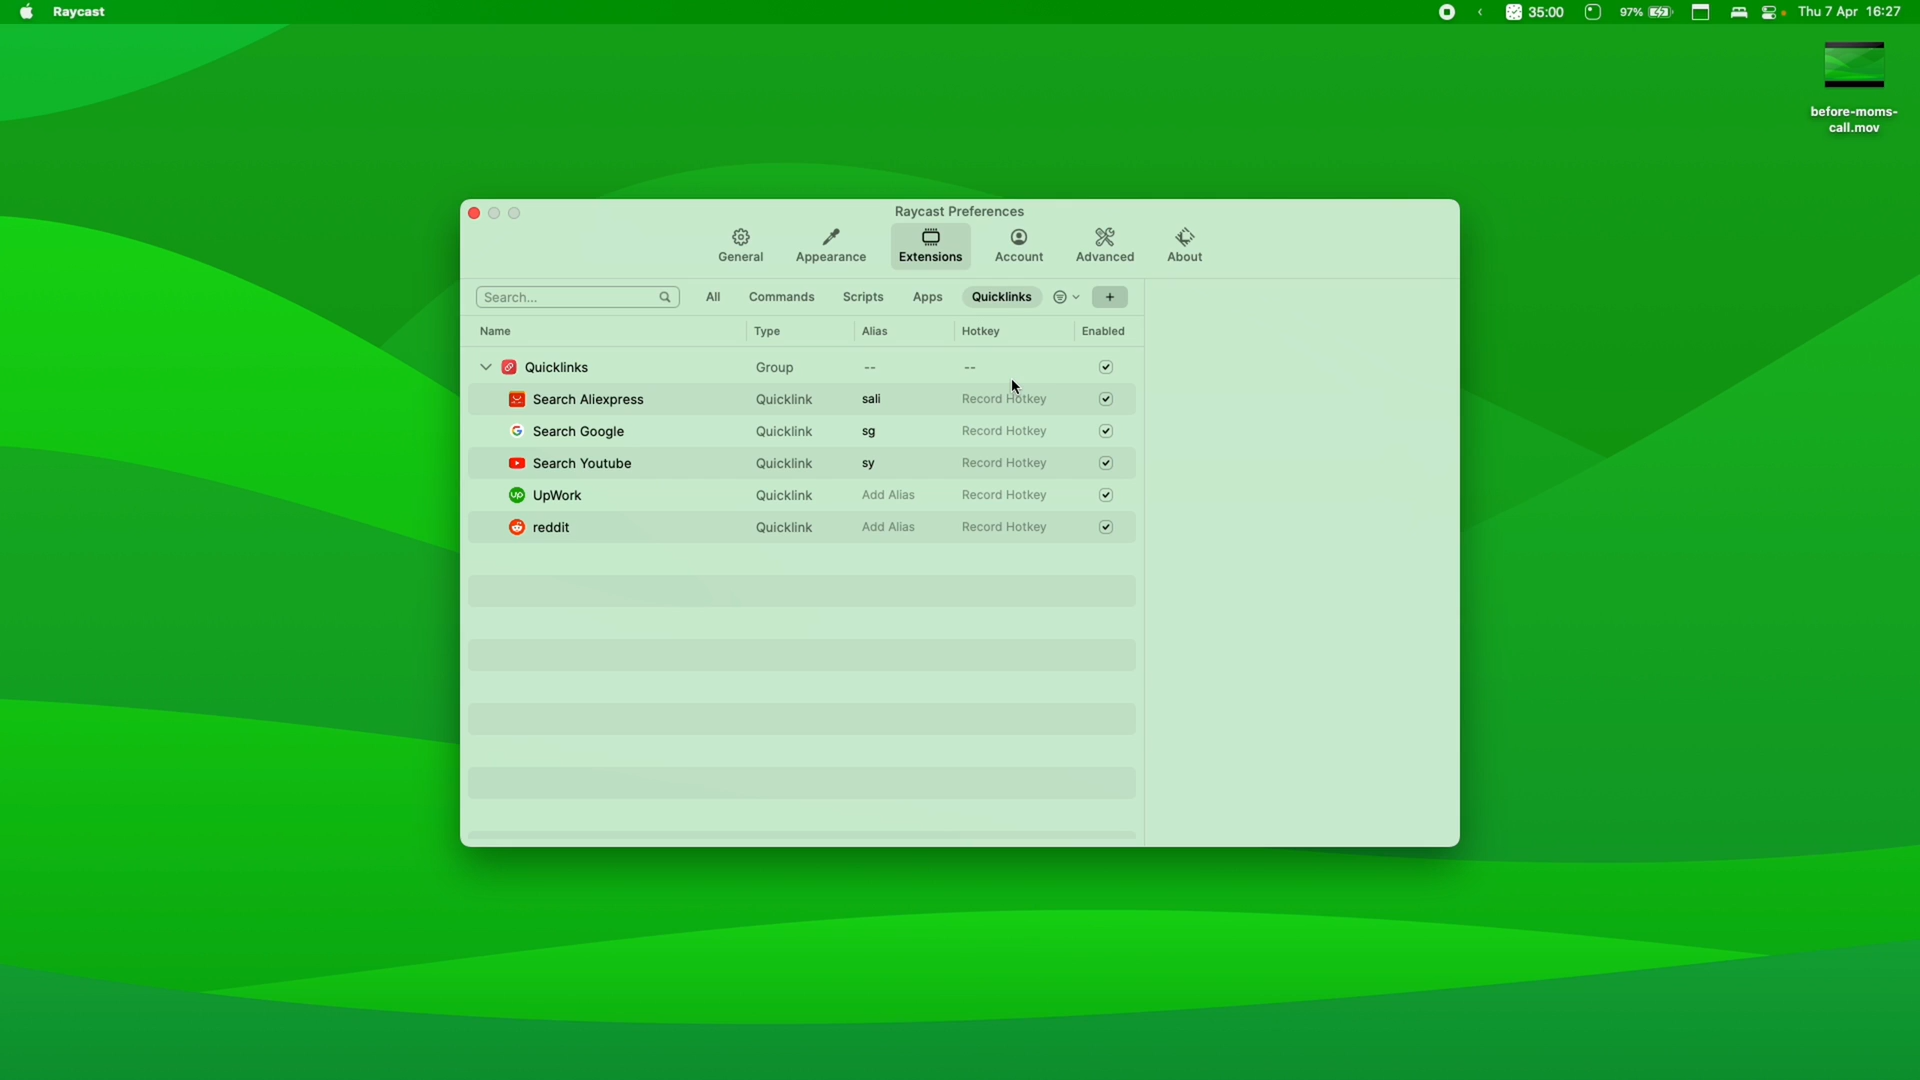 Raycast
35:00
97%
Thu 7 Apr 16:27
before-moms-
call.mov
Raycast Preferences
General
Appearance
Extensions
Account
Advanced
About
Search...
All
Commands
Scripts
Apps
Quicklinks
+
Name Type Alias Hotkey Enabled
Quicklinks Group -- --
Search Aliexpress Quicklink sali Record Hotkey
Search Google Quicklink sg Record Hotkey
Search Youtube Quicklink sy Record Hotkey
up UpWork Quicklink Add Alias Record Hotkey
reddit Quicklink Add Alias Record Hotkey